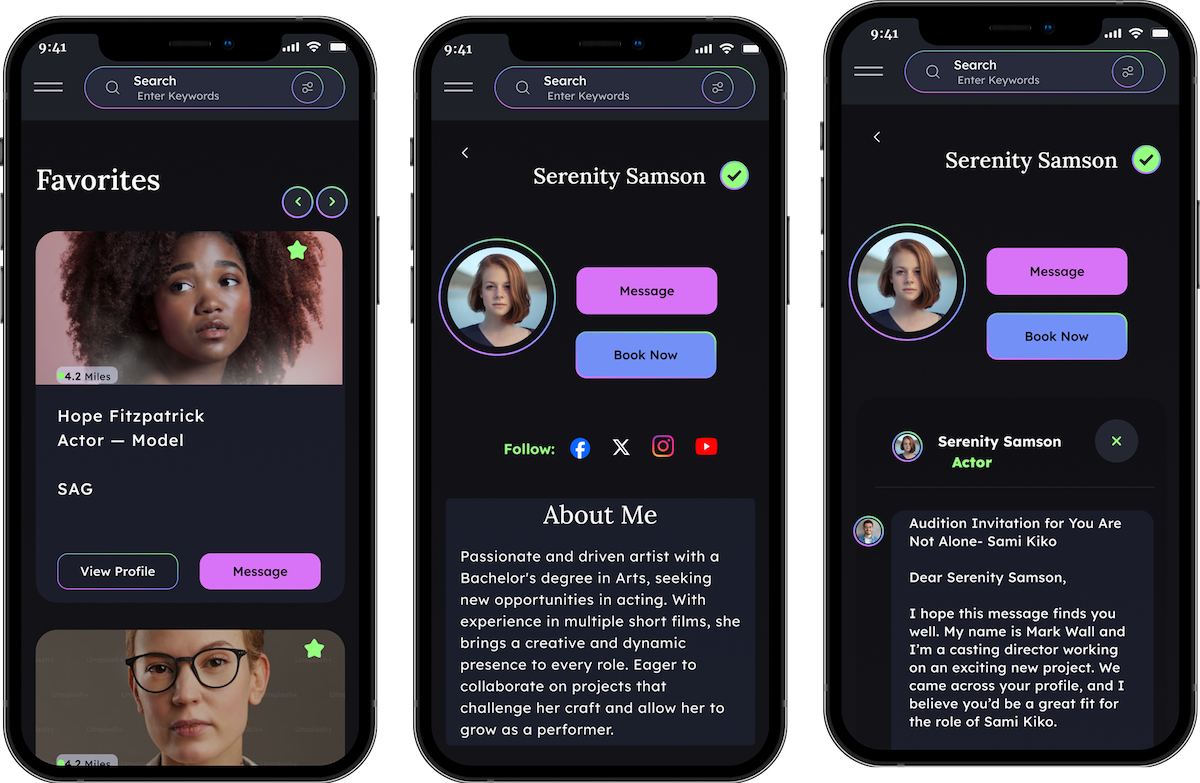 9:41
Search
Enter Keywords
Favorites
4.2 Miles
Hope Fitzpatrick
Actor — Model
SAG
View Profile
Message
4.2 Miles
9:41
Search
Enter Keywords
Serenity Samson
Message
Book Now
Follow:
About Me
Passionate and driven artist with a
Bachelor's degree in Arts, seeking
new opportunities in acting. With
experience in multiple short films, she
brings a creative and dynamic
presence to every role. Eager to
collaborate on projects that
challenge her craft and allow her to
grow as a performer.
9:41
Search
Enter Keywords
Serenity Samson
Message
Book Now
Serenity Samson
Actor
Audition Invitation for You Are
Not Alone- Sami Kiko
Dear Serenity Samson,
I hope this message finds you
well. My name is Mark Wall and
I'm a casting director working
on an exciting new project. We
came across your profile, and I
believe you'd be a great fit for
the role of Sami Kiko.